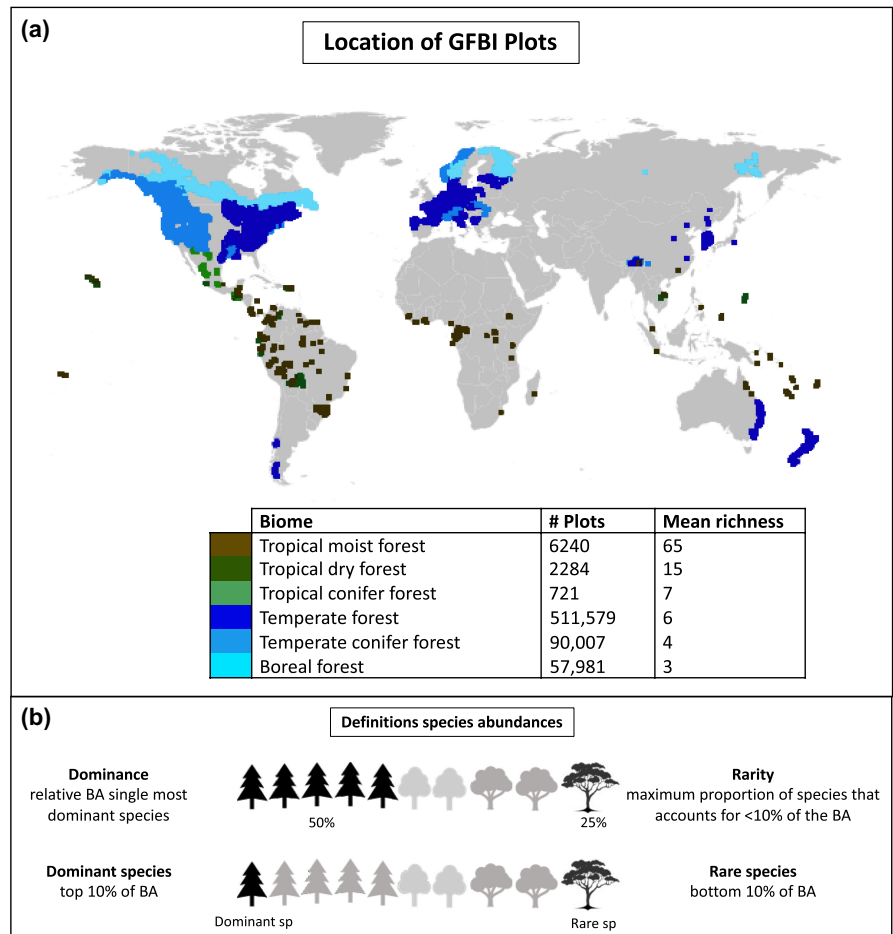 (a)
Location of GFBI Plots
Biome # Plots Mean richness
Tropical moist forest 6240 65
Tropical dry forest 2284 15
Tropical conifer forest 721 7
Temperate forest 511,579 6
Temperate conifer forest 90,007 4
Boreal forest 57,981 3
(b)
Definitions species abundances
Dominance
relative BA single most
dominant species
50%
25%
Rarity
maximum proportion of species that
accounts for <10% of the BA
Dominant species
top 10% of BA
Dominant sp
Rare sp
Rare species
bottom 10% of BA